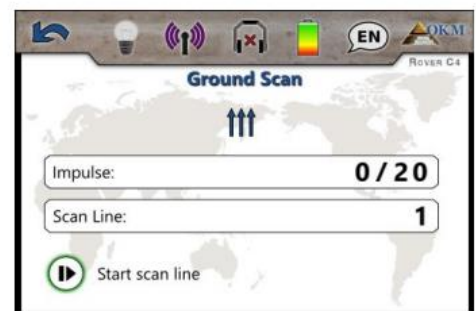 EN
OKM
Rover C4
Ground Scan
Impulse: 0/20
Scan Line: 1
Start scan line